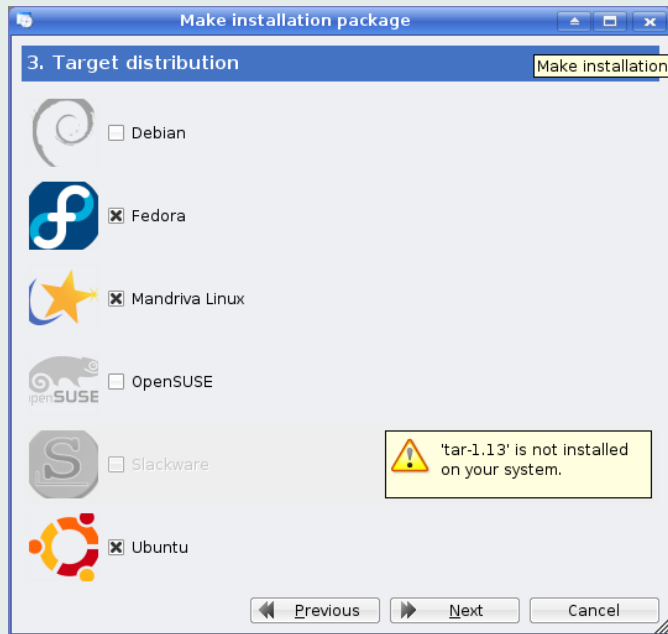 Make installation package
3. Target distribution
Make installation
Debian
Fedora
Mandriva Linux
openSUSE
OpenSUSE
S
Slackware
'tar-1.13' is not installed
on your system.
Ubuntu
Previous
Next
Cancel